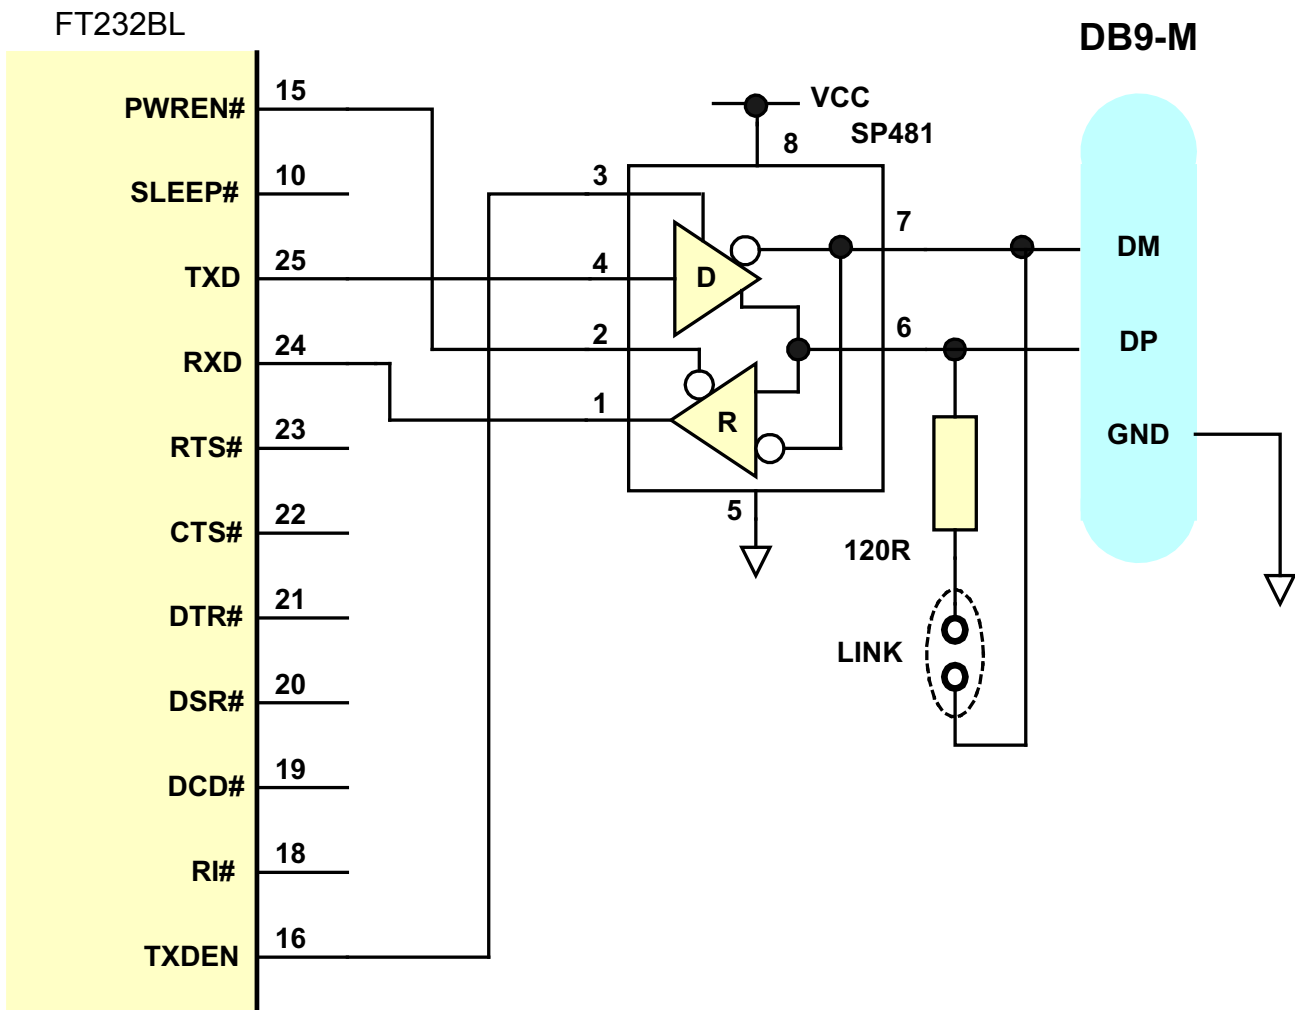 FT232BL
DB9-M
PWREN# 15
VCC
SP481
8
SLEEP# 10
3
7
DM
TXD 25
4
D
6
DP
RXD 24
2
1
R
GND
RTS# 23
5
CTS# 22
120R
DTR# 21
LINK
DSR# 20
DCD# 19
RI# 18
TXDEN 16